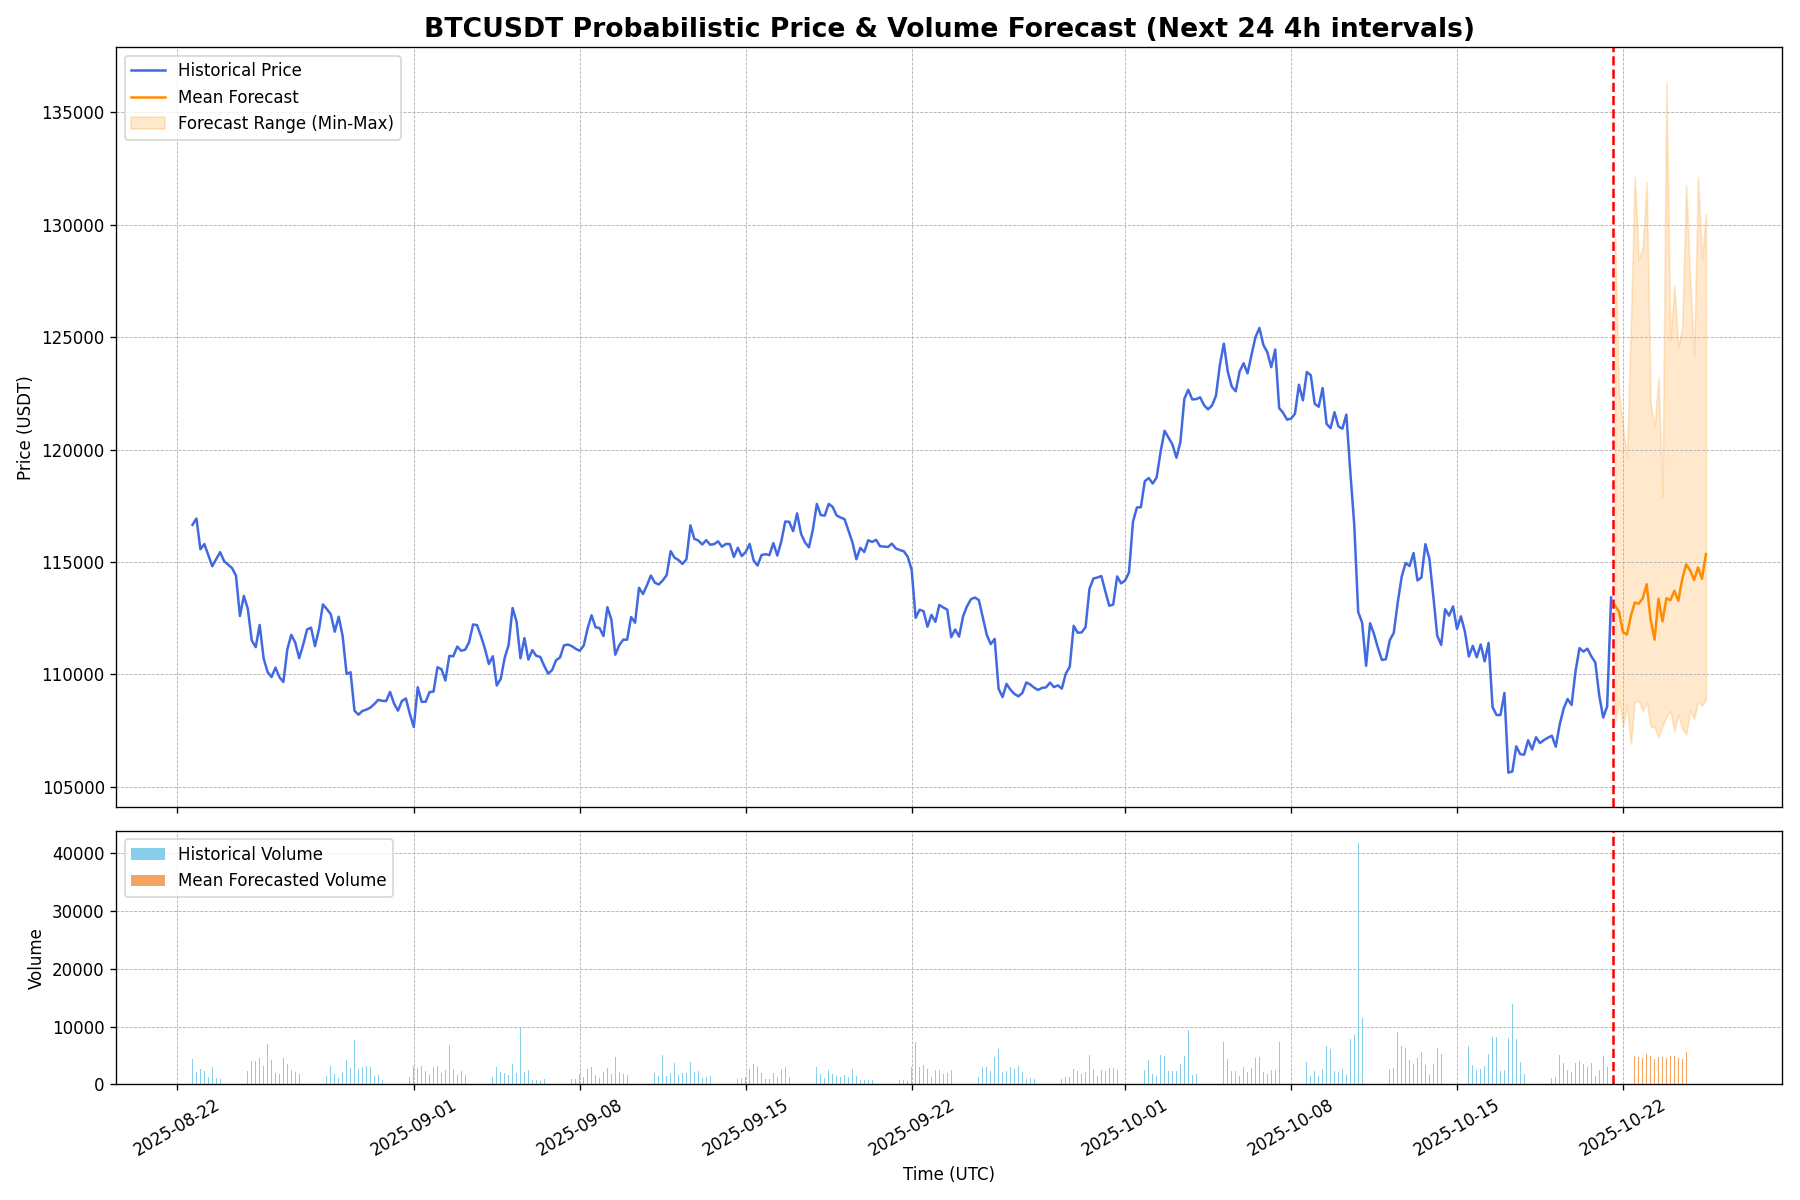 BTCUSDT Probabilistic Price & Volume Forecast (Next 24 4h intervals)
Historical Price
Mean Forecast
Forecast Range (Min-Max)
135000
130000
125000
120000
115000
110000
105000
Price (USDT)
Historical Volume
Mean Forecasted Volume
40000
30000
20000
10000
0
Volume
2025-08-22
2025-09-01
2025-09-08
2025-09-15
2025-09-22
2025-10-01
2025-10-08
2025-10-15
2025-10-22
Time (UTC)